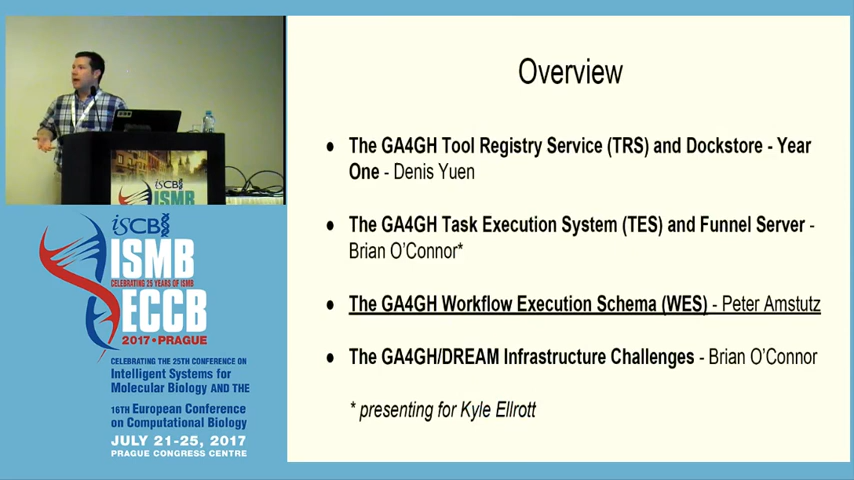 Overview
● The GA4GH Tool Registry Service (TRS) and Dockstore - Year
One - Denis Yuen
● The GA4GH Task Execution System (TES) and Funnel Server -
Brian O'Connor*
● The GA4GH Workflow Execution Schema (WES) - Peter Amstutz
● The GA4GH/DREAM Infrastructure Challenges - Brian O'Connor
* presenting for Kyle Ellrott
iSCB
ISMB
iSCB
ISMB
CELEBRATING 25 YEARS OF ISMB
ECCB
2017 • PRAGUE
CELEBRATING THE 25TH CONFERENCE ON
Intelligent Systems for
Molecular Biology AND THE
16TH European Conference
on Computational Biology
JULY 21-25, 2017
PRAGUE CONGRESS CENTRE